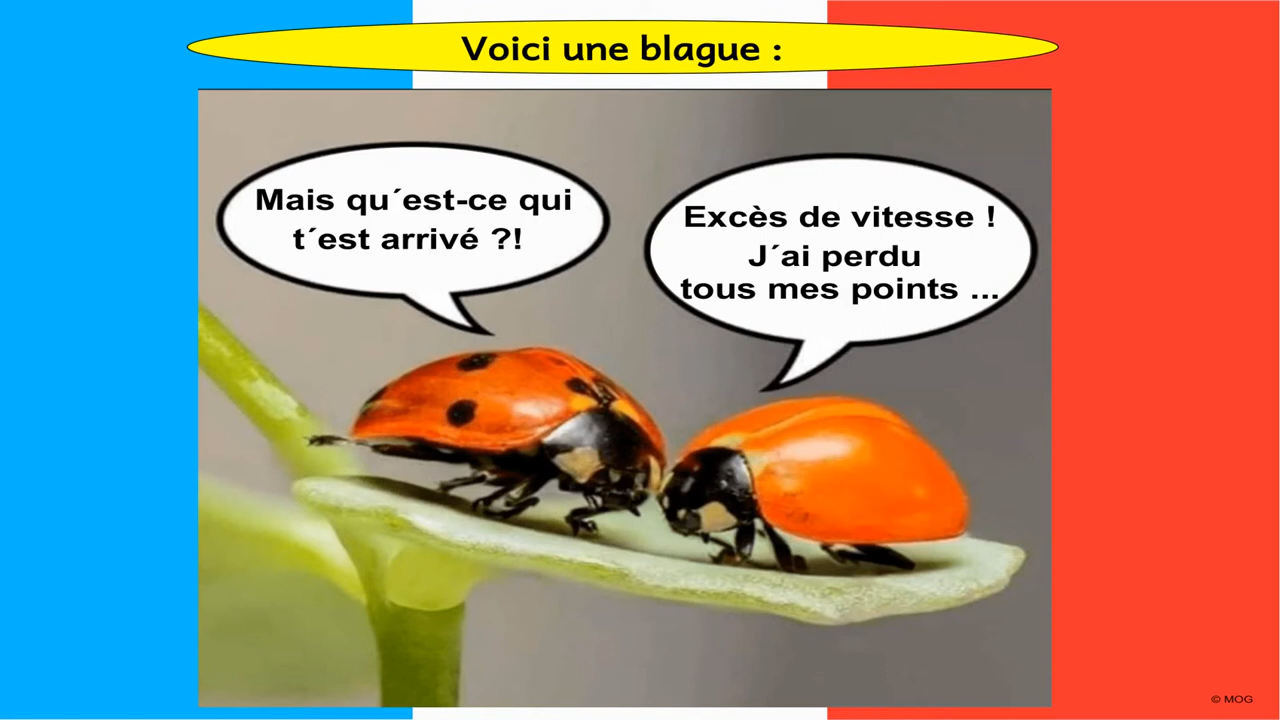 Voici une blague :
Mais qu´est-ce qui
t´est arrivé ?!
Excès de vitesse !
J´ai perdu
tous mes points ...
© MOG